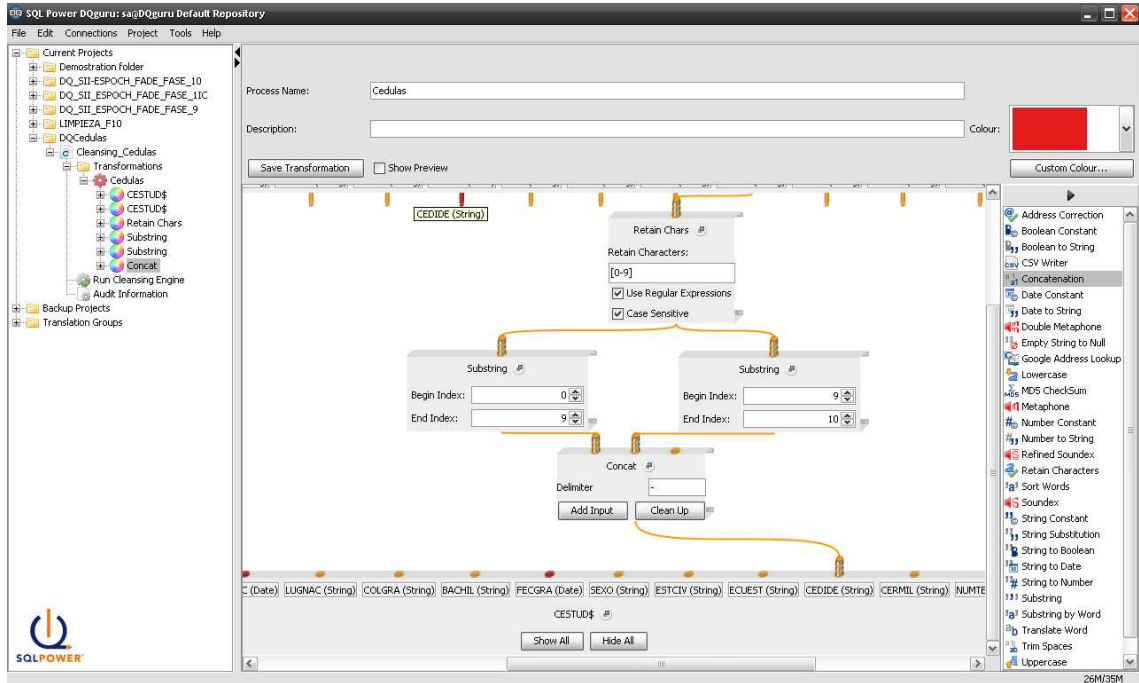 SQL Power DQguru: sa@DQguru Default Repository
File Edit Connections Project Tools Help
Current Projects
Demostration folder
DQ_SII-ESPOCH_FADE_FASE_10
DQ_SII_ESPOCH_FADE_FASE_1IC
DQ_SII_ESPOCH_FADE_FASE_9
LIMPIEZA_F10
DQCedulas
Cleansing_Cedulas
Transformations
Cedulas
CESTUD$
CESTUD$
Retain Chars
Substring
Substring
Concat
Run Cleansing Engine
Audit Information
Backup Projects
Translation Groups
SQLPOWER
Process Name: Cedulas
Description:
Colour:
Save Transformation Show Preview
Custom Colour...
CEDIDE (String)
Retain Chars
Retain Characters:
[0-9]
Use Regular Expressions
Case Sensitive
Substring
Begin Index: 0
End Index: 9
Substring
Begin Index: 9
End Index: 10
Concat
Delimiter -
Add Input Clean Up
C (Date) LUGNAC (String) COLGRA (String) BACHIL (String) FECGRA (Date) SEXO (String) ESTCIV (String) ECUEST (String) CEDIDE (String) CERMIL (String) NUMTE
CESTUD$
Show All Hide All
Address Correction
Boolean Constant
Boolean to String
CSV Writer
Concatenation
Date Constant
Date to String
Double Metaphone
Empty String to Null
Google Address Lookup
Lowercase
MD5 CheckSum
Metaphone
Number Constant
Number to String
Refined Soundex
Retain Characters
Sort Words
Soundex
String Constant
String Substitution
String to Boolean
String to Date
String to Number
Substring
Substring by Word
Translate Word
Trim Spaces
Uppercase
26M/35M